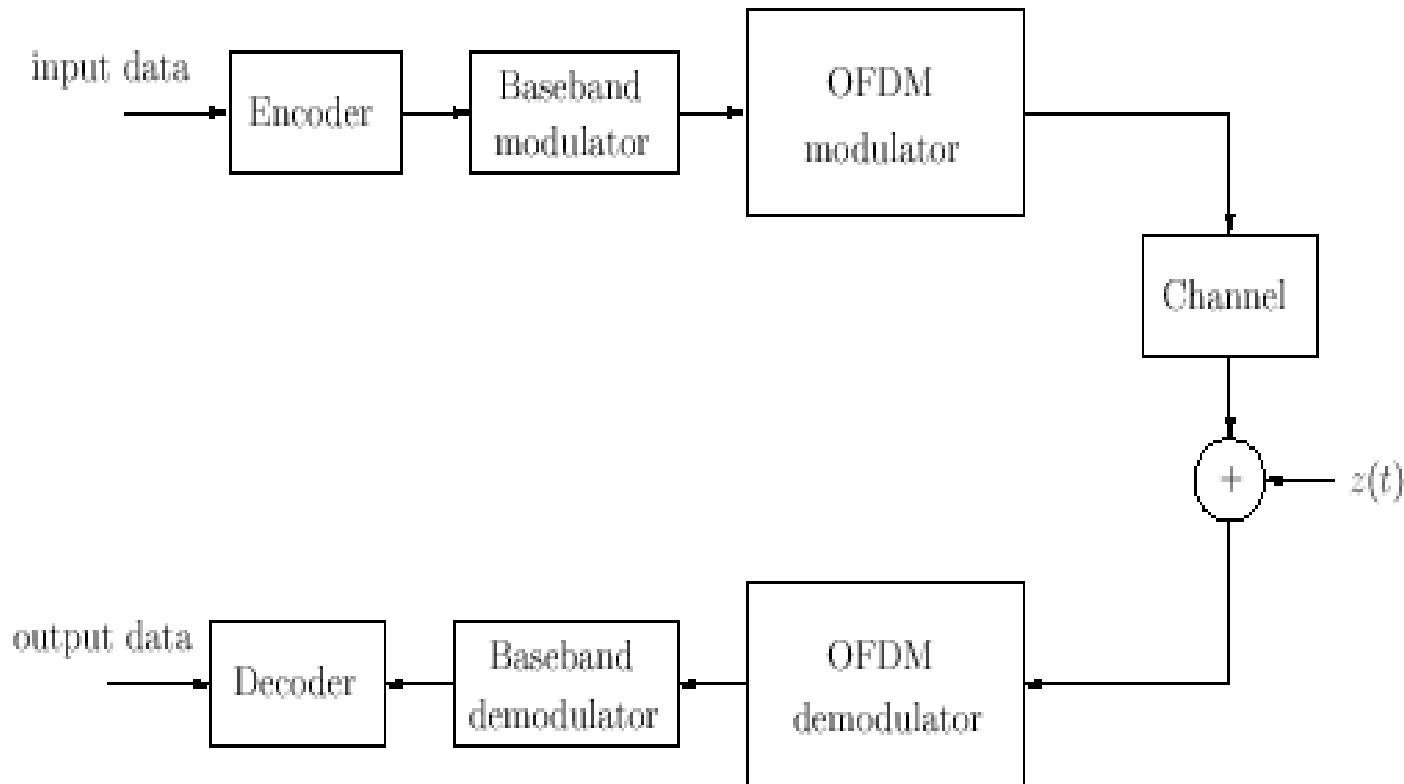 input data
Encoder
Baseband
modulator
OFDM
modulator
Channel
+
z(t)
output data
Decoder
Baseband
demodulator
OFDM
demodulator